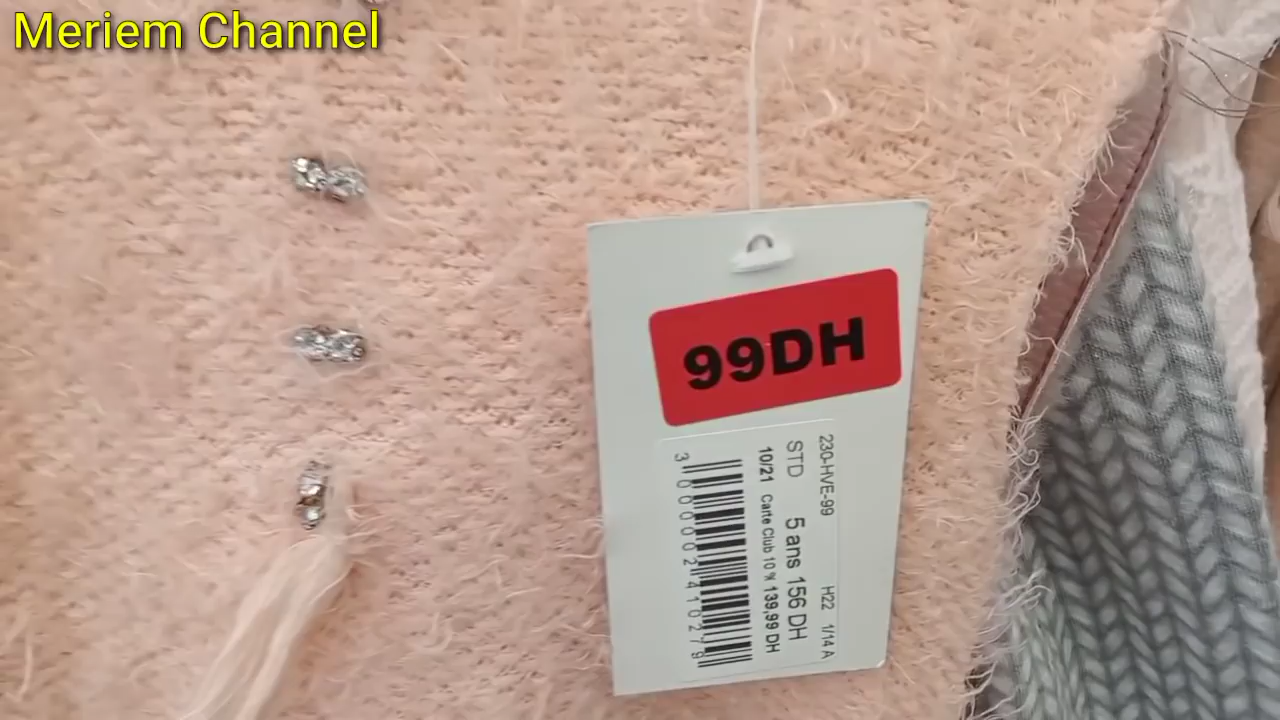 Meriem Channel
99DH
230-HVE-99 H22 1/14 A
STD 5 ans 156 DH
10/21 Carte Club 10 % 139,99 DH
3000002410279